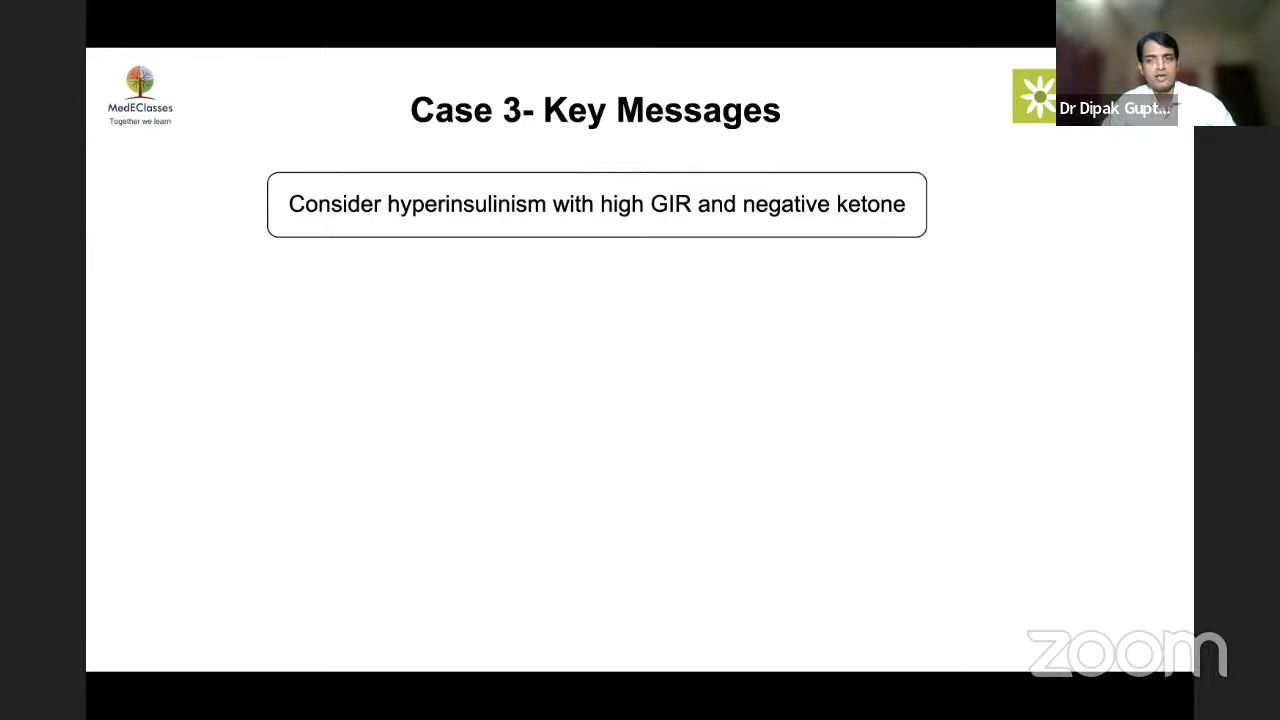 MedEClasses
Together we learn
Case 3- Key Messages
Dr Dipak Gupt...
Consider hyperinsulinism with high GIR and negative ketone
zoom